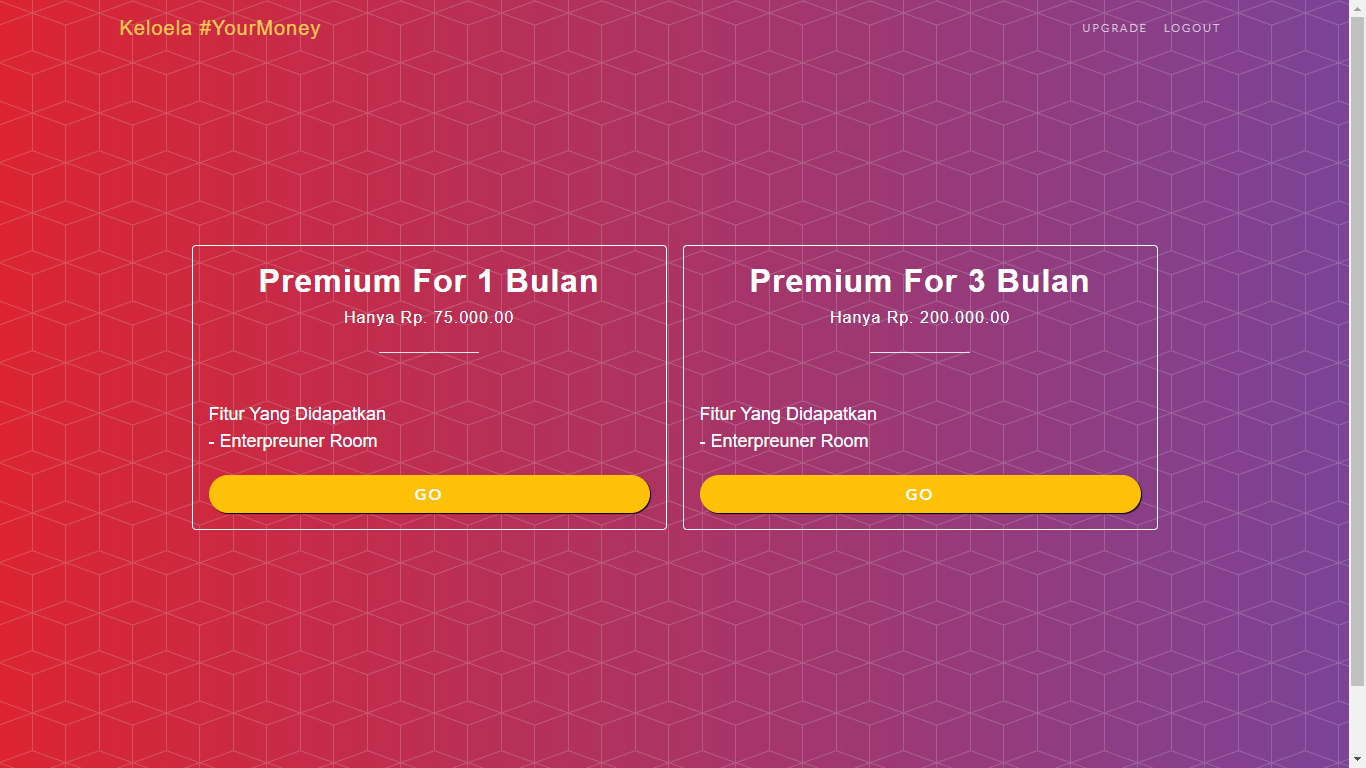 Keloela #YourMoney
UPGRADE LOGOUT
Premium For 1 Bulan
Hanya Rp. 75.000.00
Fitur Yang Didapatkan
- Enterpreuner Room
GO
Premium For 3 Bulan
Hanya Rp. 200.000.00
Fitur Yang Didapatkan
- Enterpreuner Room
GO